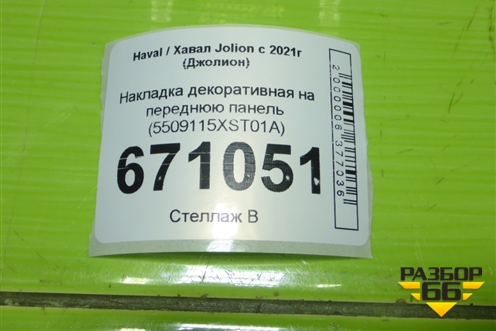 Haval / Хавал Jolion с 2021г
(Джолион)
Накладка декоративная на
переднюю панель
(5509115XST01A)
671051
Стеллаж В
2000006377036
РАЗБОР
66